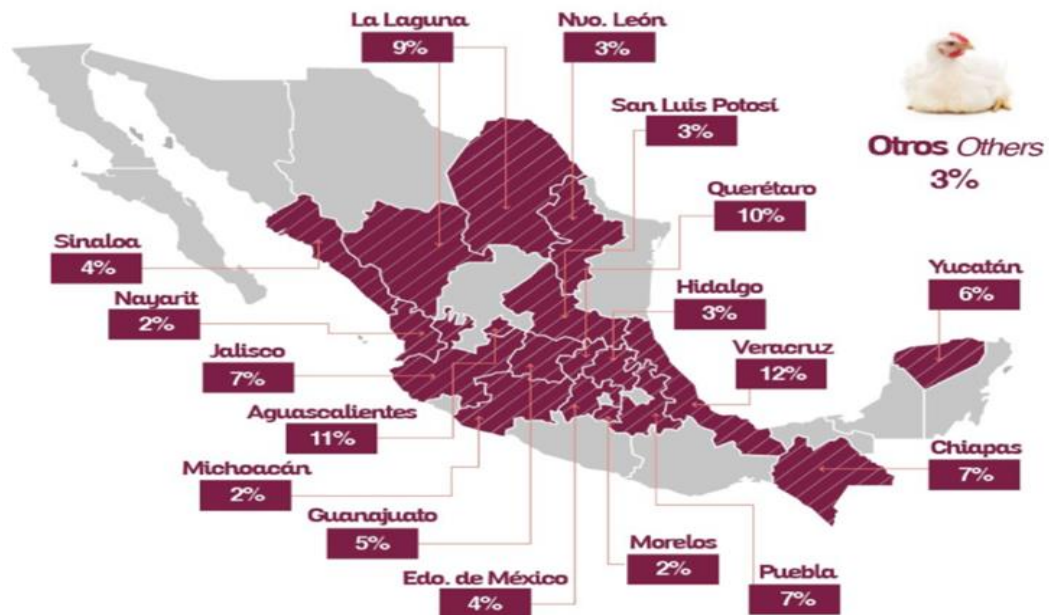 La Laguna
9%
Nvo. León
3%
San Luis Potosí
3%
Otros Others
3%
Querétaro
10%
Sinaloa
4%
Yucatán
6%
Nayarit
2%
Hidalgo
3%
Jalisco
7%
Veracruz
12%
Aguascalientes
11%
Chiapas
7%
Michoacán
2%
Guanajuato
5%
Morelos
2%
Puebla
7%
Edo. de México
4%